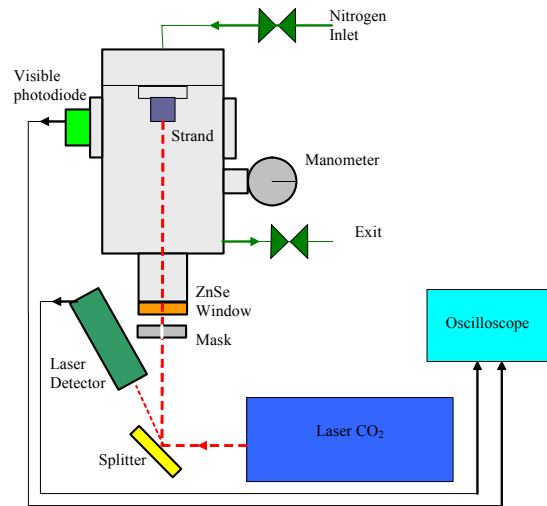 Nitrogen
Inlet
Visible
photodiode
Strand
Manometer
Exit
ZnSe
Window
Mask
Oscilloscope
Laser
Detector
Laser CO₂
Splitter